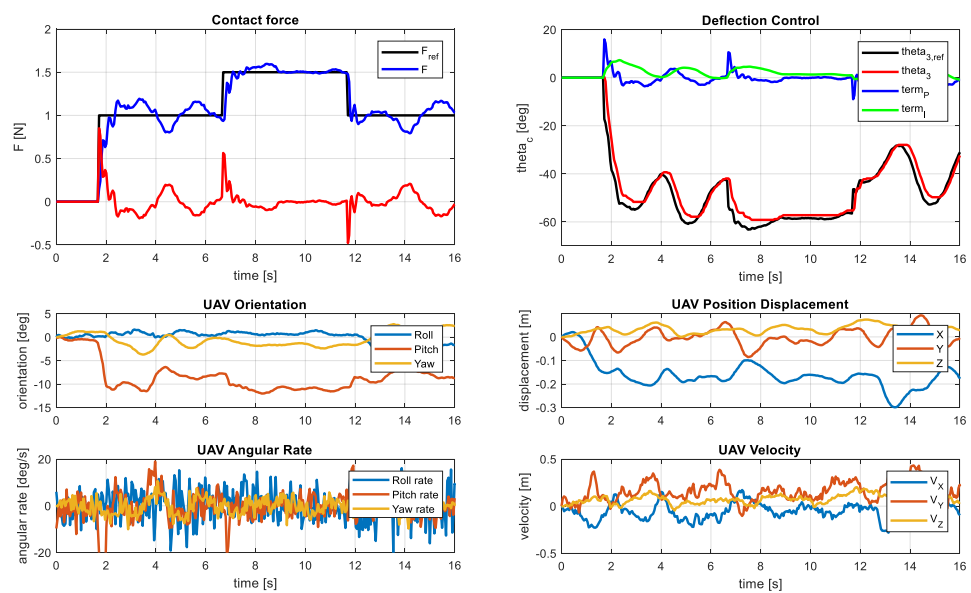 Contact force
F [N]
2
1.5
1
0.5
0
-0.5
F_ref
F
0 2 4 6 8 10 12 14 16
time [s]
Deflection Control
theta_c [deg]
20
0
-20
-40
-60
theta_3,ref
theta_3
term_P
term_I
0 2 4 6 8 10 12 14 16
time [s]
UAV Orientation
orientation [deg]
5
0
-5
-10
-15
Roll
Pitch
Yaw
0 2 4 6 8 10 12 14 16
UAV Position Displacement
displacement [m]
0
-0.1
-0.2
-0.3
X
Y
Z
0 2 4 6 8 10 12 14 16
UAV Angular Rate
angular rate [deg/s]
20
0
-20
Roll rate
Pitch rate
Yaw rate
0 2 4 6 8 10 12 14 16
time [s]
UAV Velocity
velocity [m]
0.5
0
-0.5
V_X
V_Y
V_Z
0 2 4 6 8 10 12 14 16
time [s]